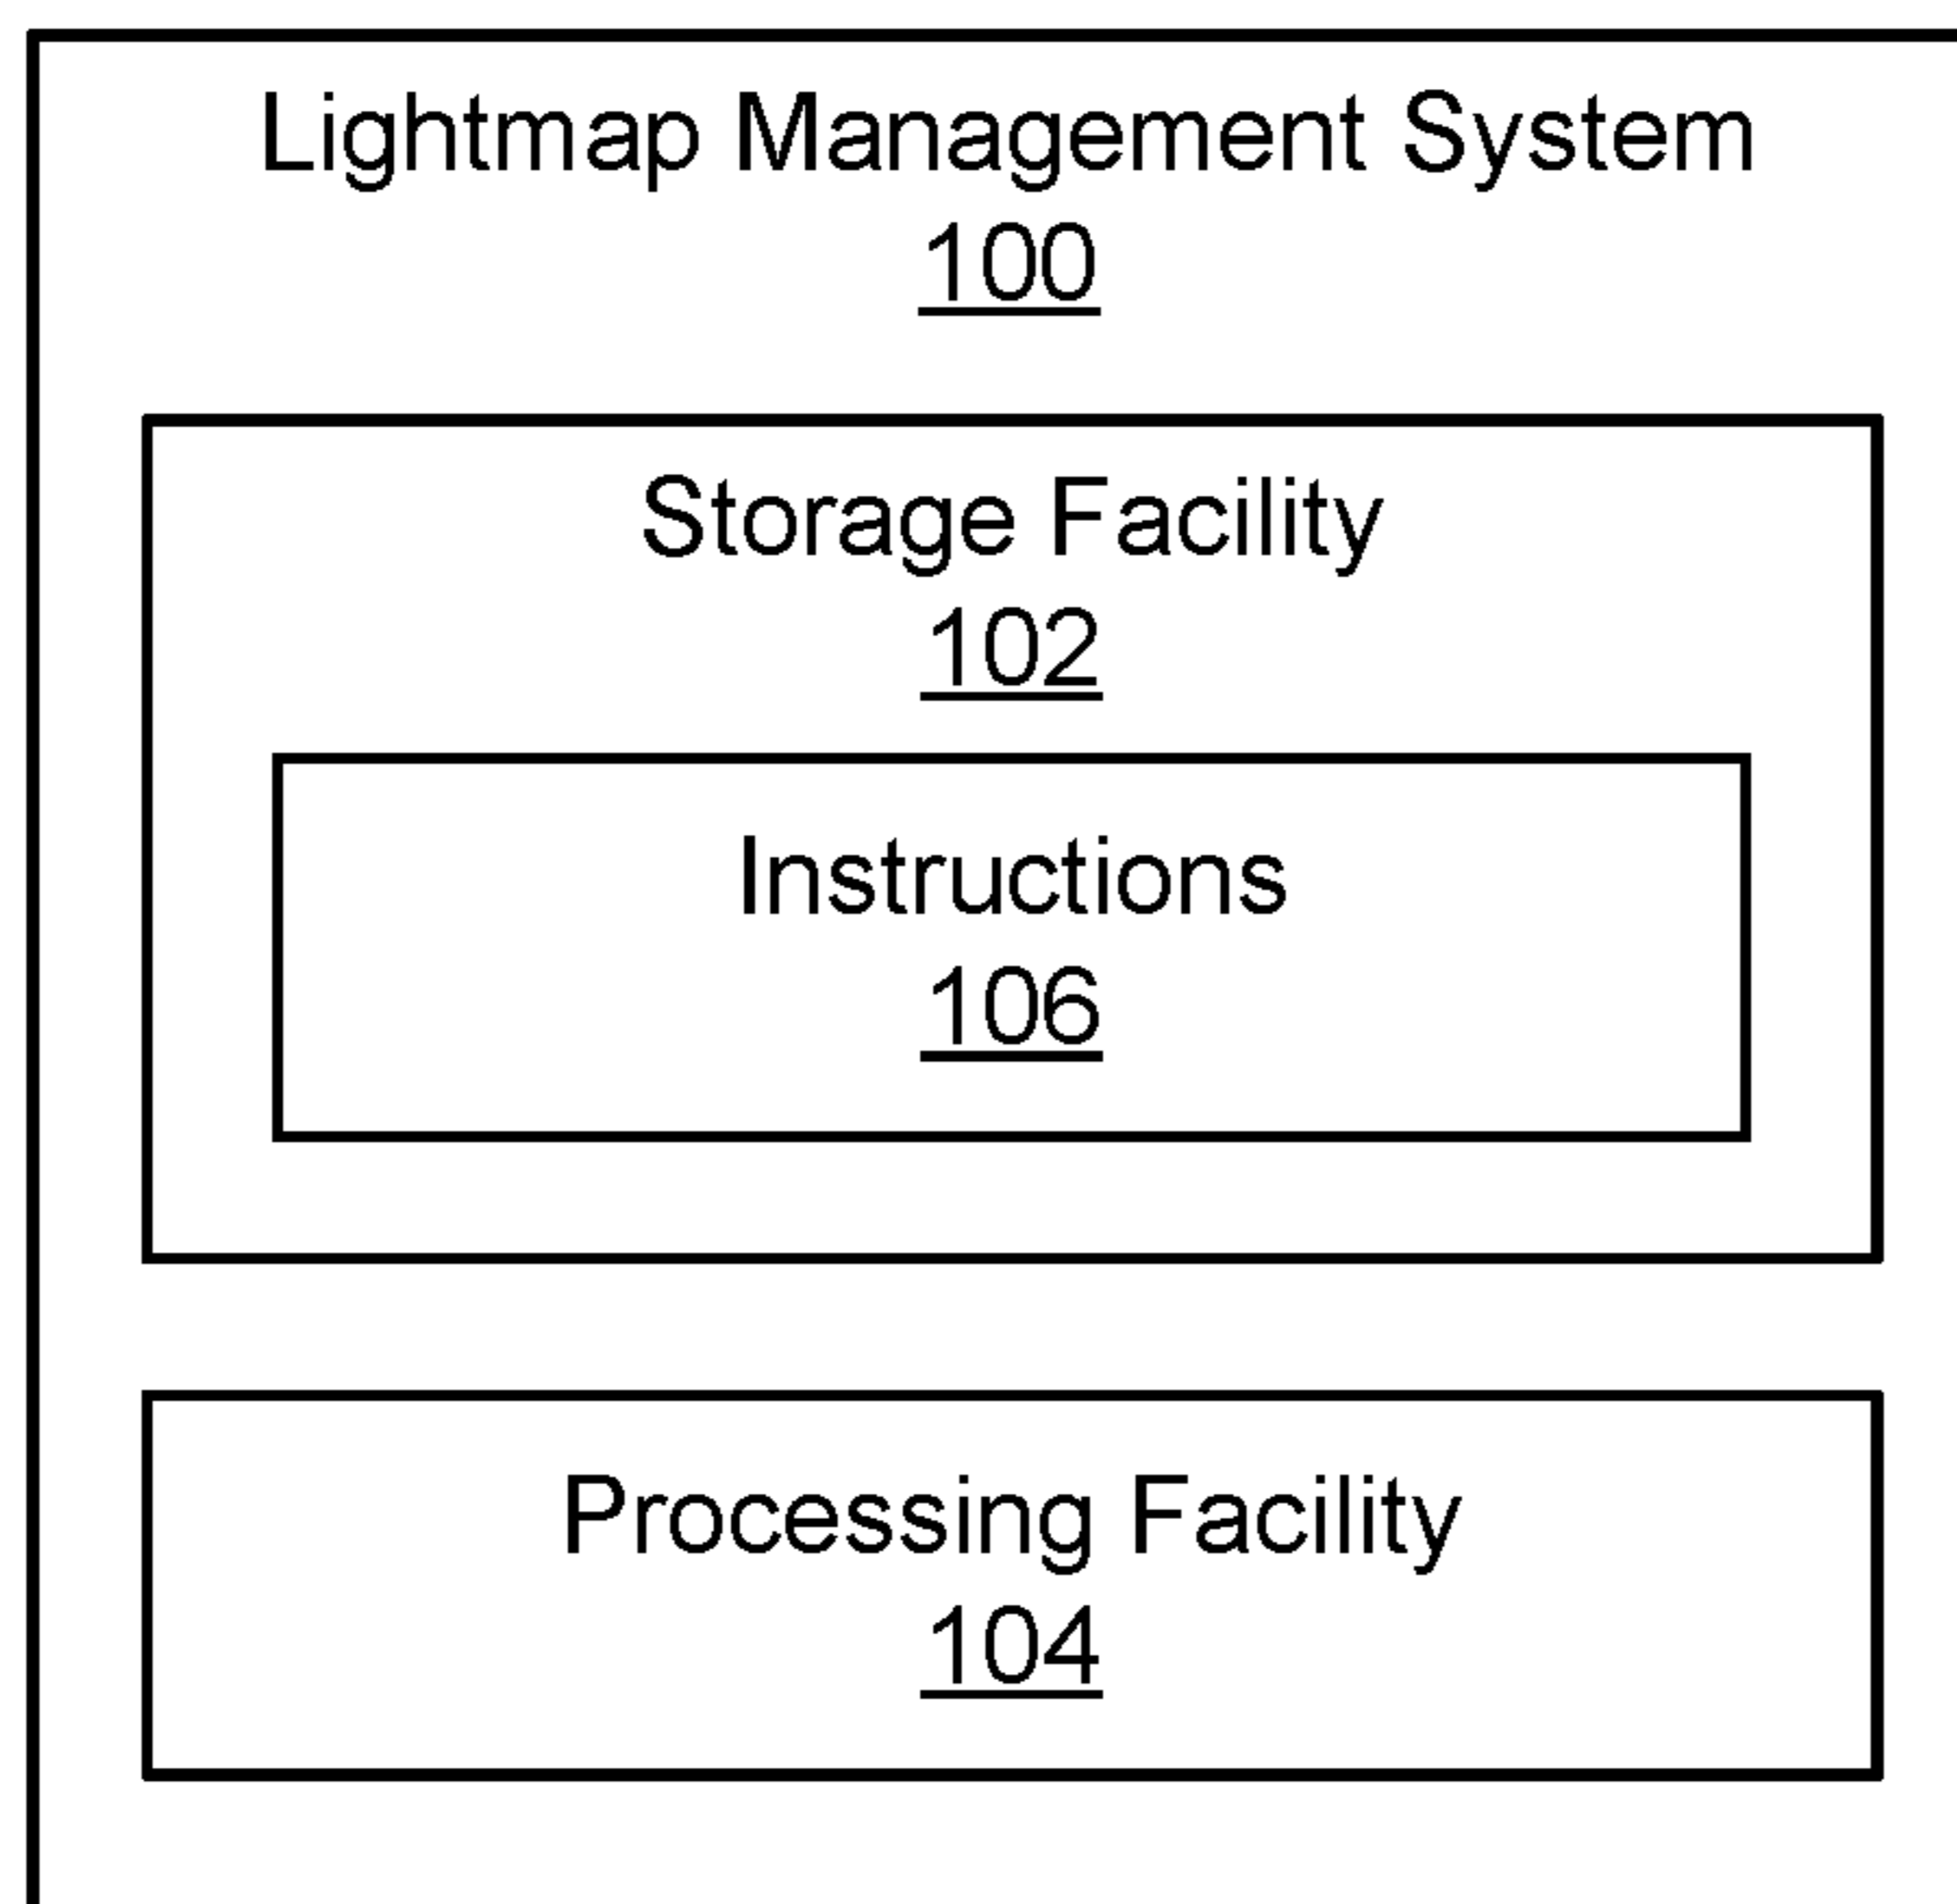 Lightmap Management System
100
Storage Facility
102
Instructions
106
Processing Facility
104